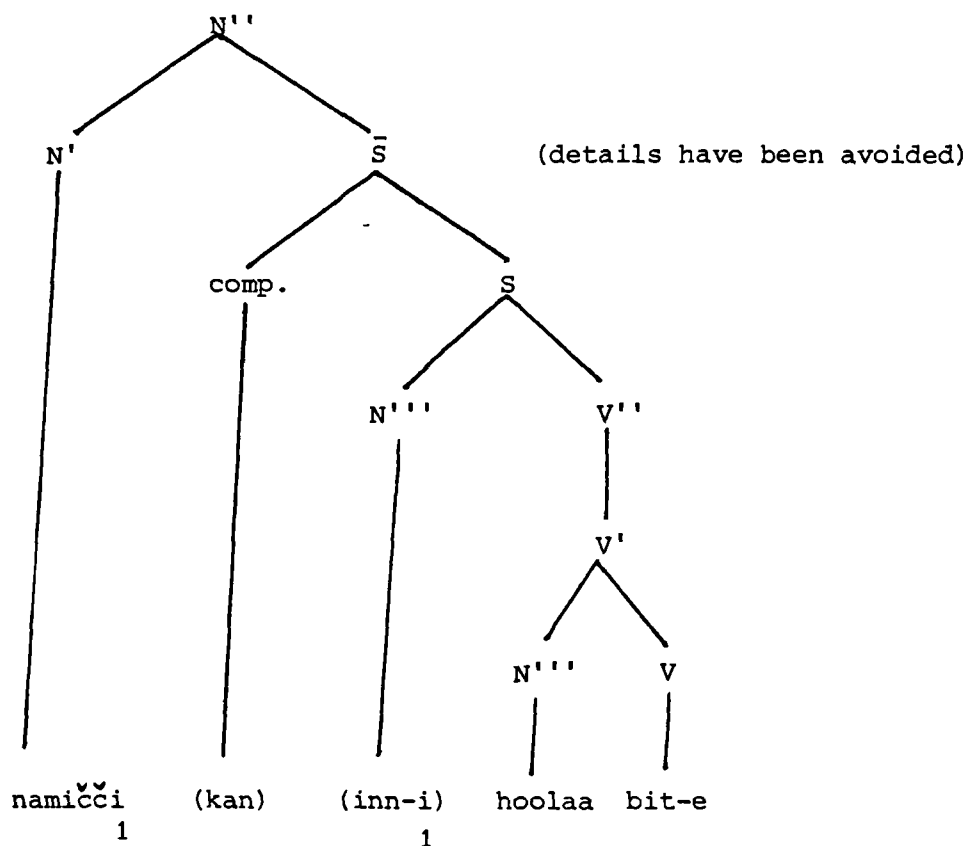 N''
N' S̄ (details have been avoided)
comp. S
N''' V''
V'
N''' V
namičči (kan) (inn-i) hoolaa bit-e
1 1